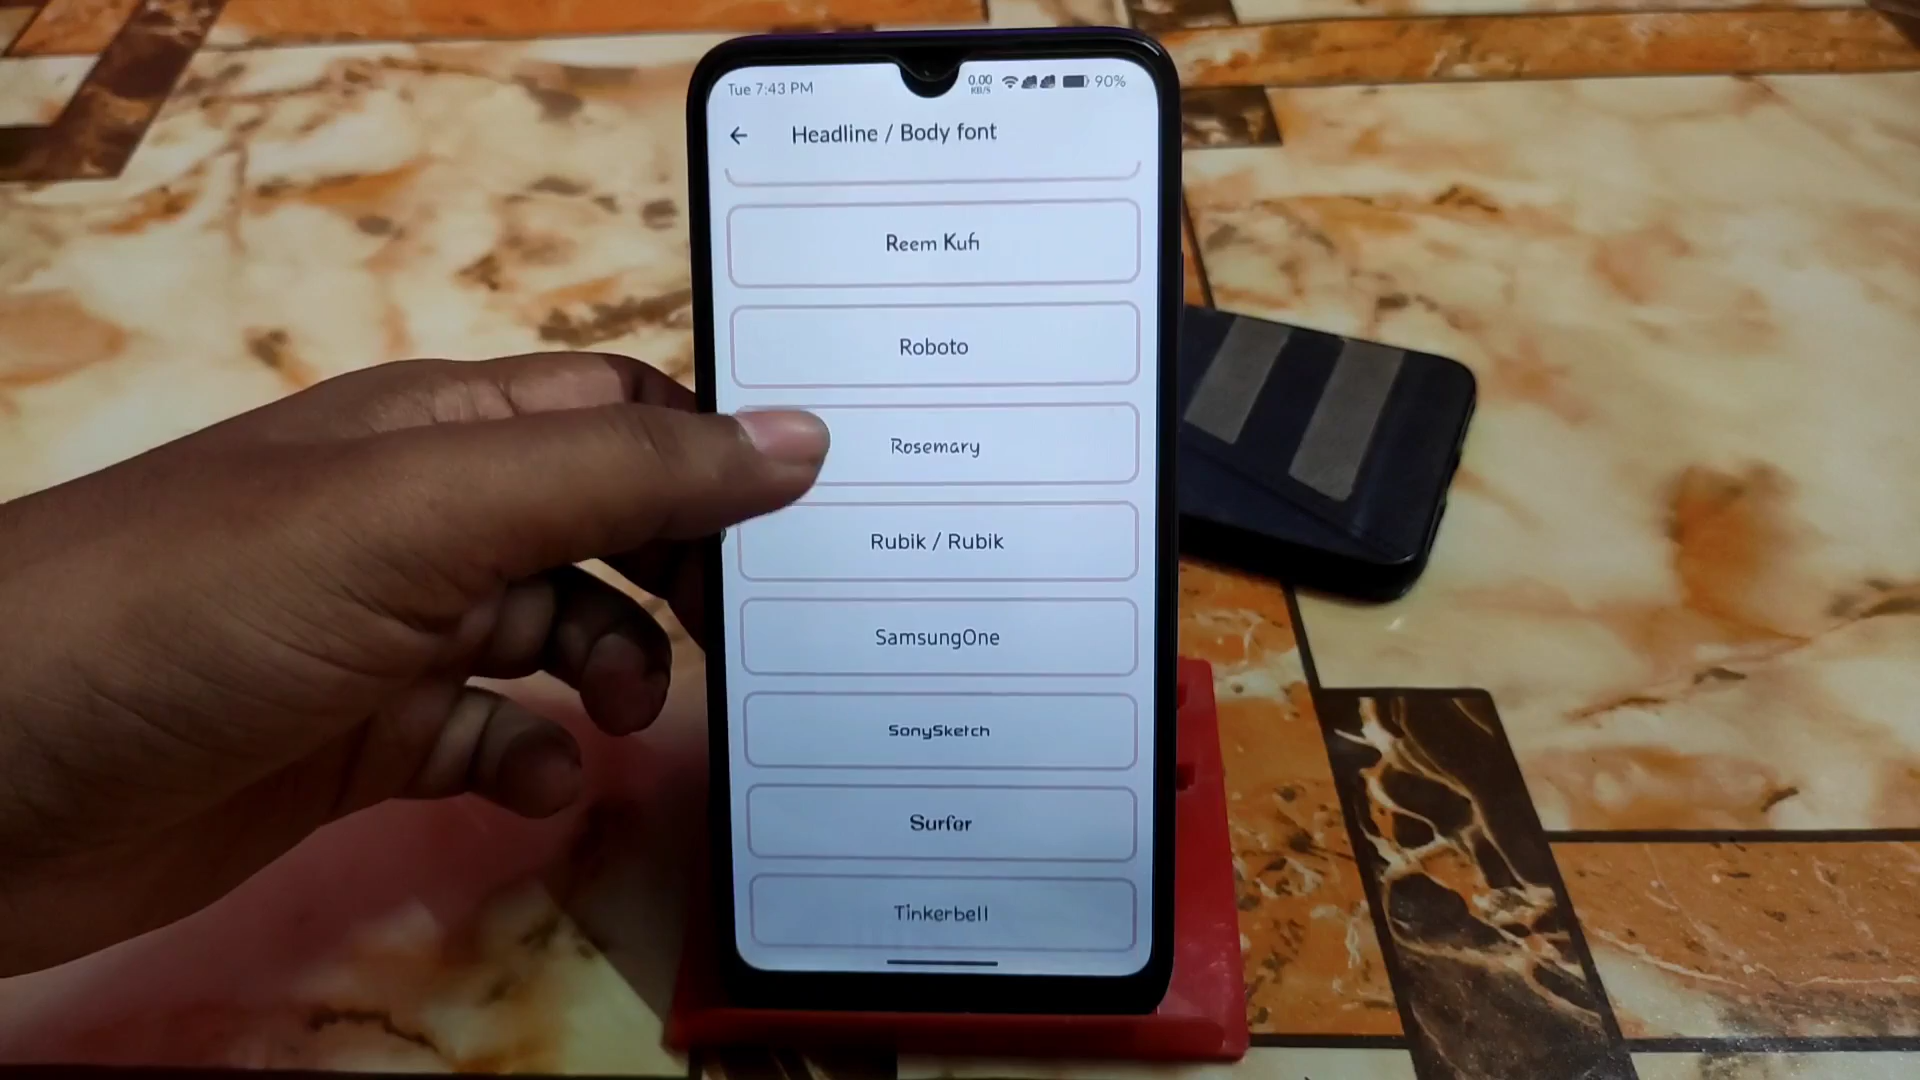 Tue 7:43 PM
0.00
KB/S
90%
Headline / Body font
Reem Kufi
Roboto
Rosemary
Rubik / Rubik
SamsungOne
SonySketch
Surfer
Tinkerbell